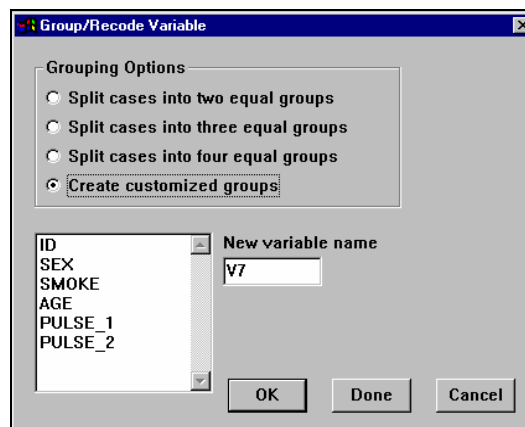 Group/Recode Variable
Grouping Options
Split cases into two equal groups
Split cases into three equal groups
Split cases into four equal groups
Create customized groups
ID
SEX
SMOKE
AGE
PULSE_1
PULSE_2
New variable name
V7
OK
Done
Cancel